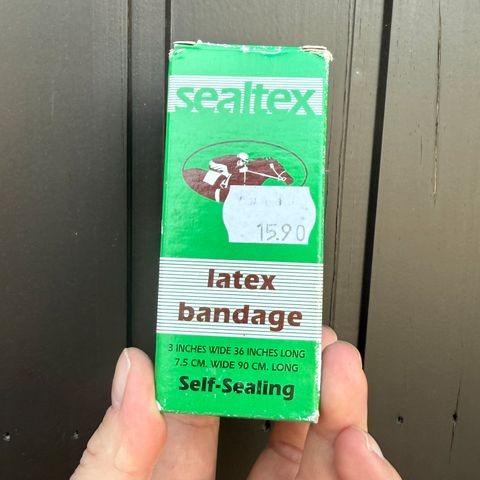 sealtex
15.90
latex
bandage
3 INCHES WIDE 36 INCHES LONG
7.5 CM. WIDE 90 CM. LONG
Self-Sealing